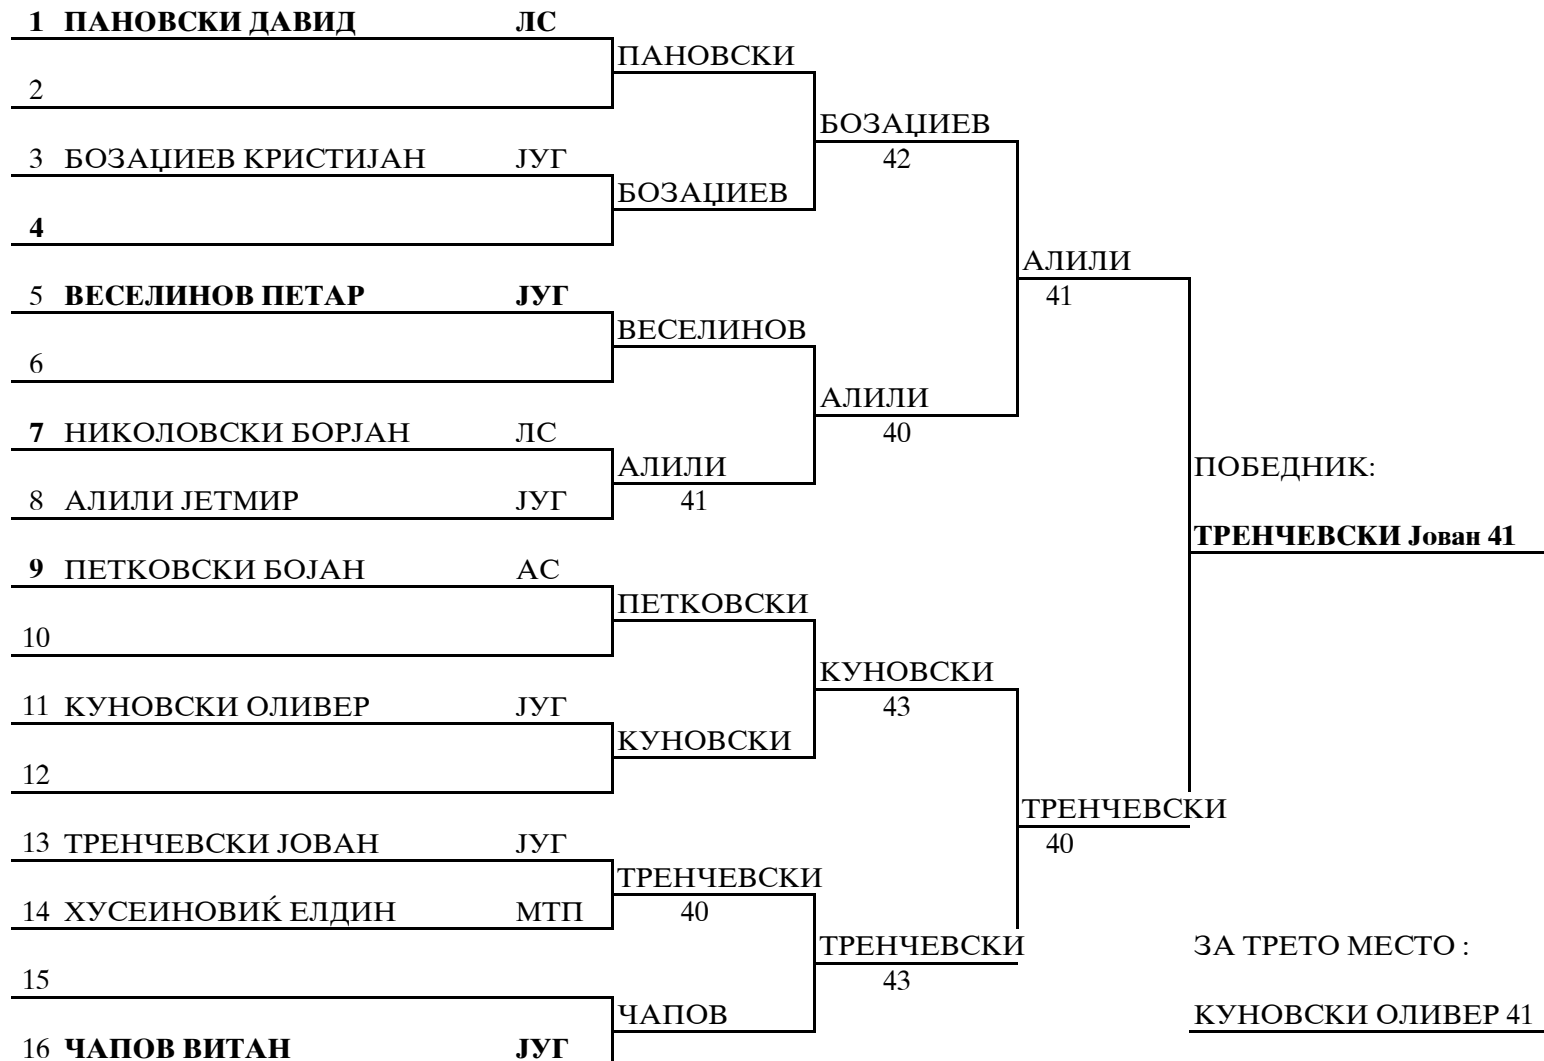 1 ПАНОВСКИ ДАВИД ЛС
ПАНОВСКИ
2
БОЗАЏИЕВ
3 БОЗАЏИЕВ КРИСТИЈАН ЈУГ 42
БОЗАЏИЕВ
4
АЛИЛИ
5 ВЕСЕЛИНОВ ПЕТАР ЈУГ 41
ВЕСЕЛИНОВ
6
АЛИЛИ
7 НИКОЛОВСКИ БОРЈАН ЛС 40
АЛИЛИ ПОБЕДНИК:
8 АЛИЛИ ЈЕТМИР ЈУГ 41
ТРЕНЧЕВСКИ Јован 41
9 ПЕТКОВСКИ БОЈАН АС
ПЕТКОВСКИ
10
КУНОВСКИ
11 КУНОВСКИ ОЛИВЕР ЈУГ 43
КУНОВСКИ
12
ТРЕНЧЕВСКИ
13 ТРЕНЧЕВСКИ ЈОВАН ЈУГ 40
ТРЕНЧЕВСКИ
14 ХУСЕИНОВИЌ ЕЛДИН МТП 40
ТРЕНЧЕВСКИ ЗА ТРЕТО МЕСТО :
15 43
ЧАПОВ КУНОВСКИ ОЛИВЕР 41
16 ЧАПОВ ВИТАН ЈУГ